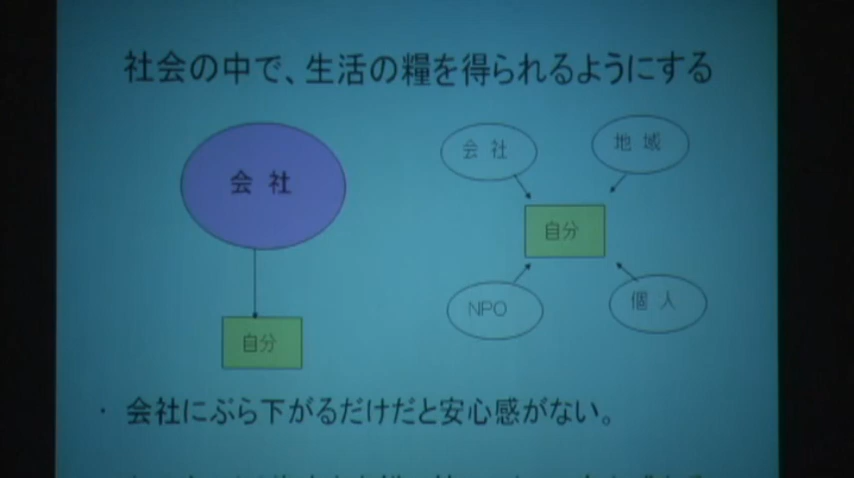 社会の中で、生活の糧を得られるようにする
会 社
会 社
地 域
自分
NPO
個 人
自分
・ 会社にぶら下がるだけだと安心感がない。